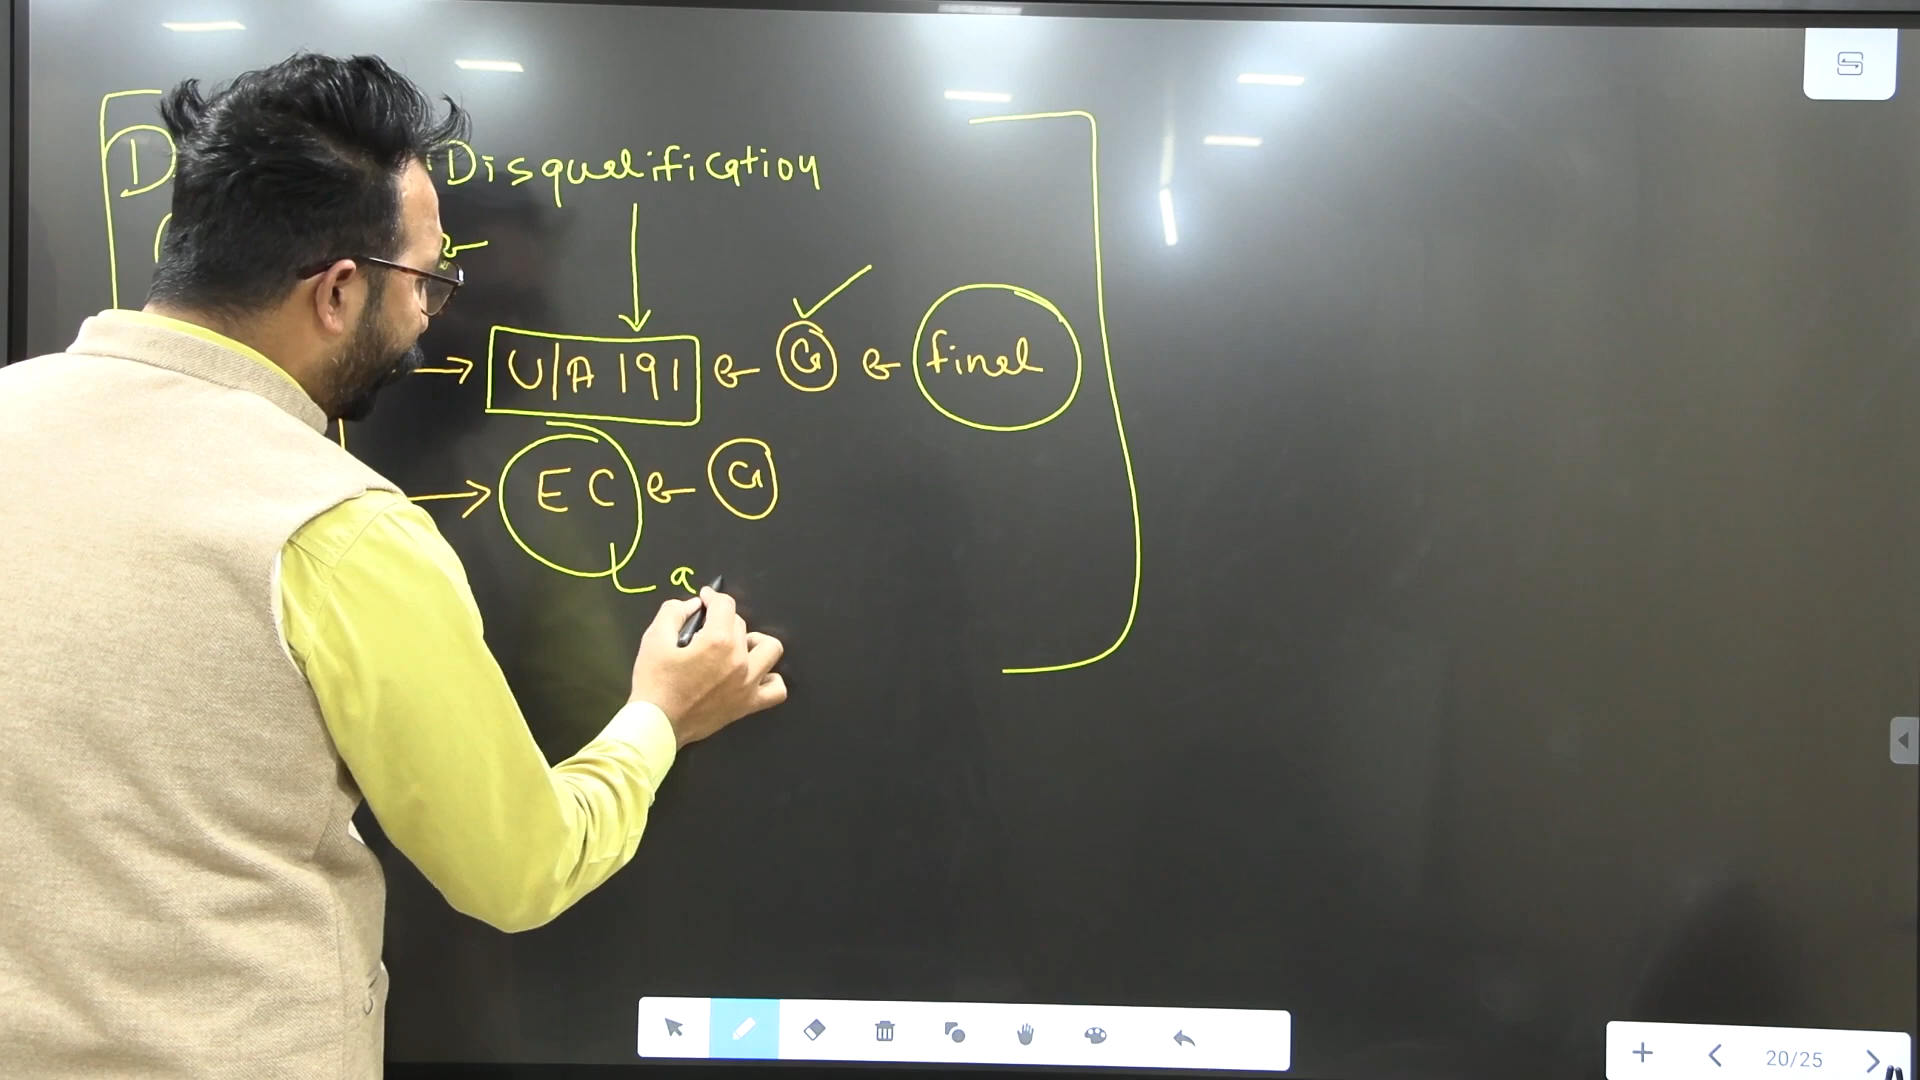 D Disqualification
→ U/A 191 G final
→ EC G
a
20/25